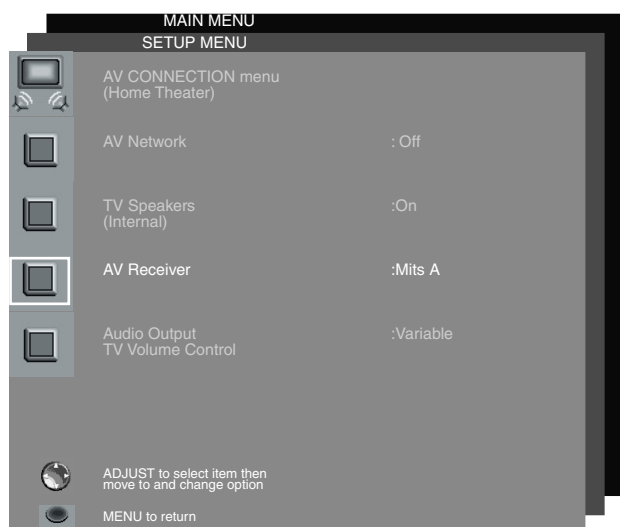 MAIN MENU
SETUP MENU
AV CONNECTION menu
(Home Theater)
AV Network : Off
TV Speakers :On
(Internal)
AV Receiver :Mits A
Audio Output :Variable
TV Volume Control
ADJUST to select item then
move to and change option
MENU to return